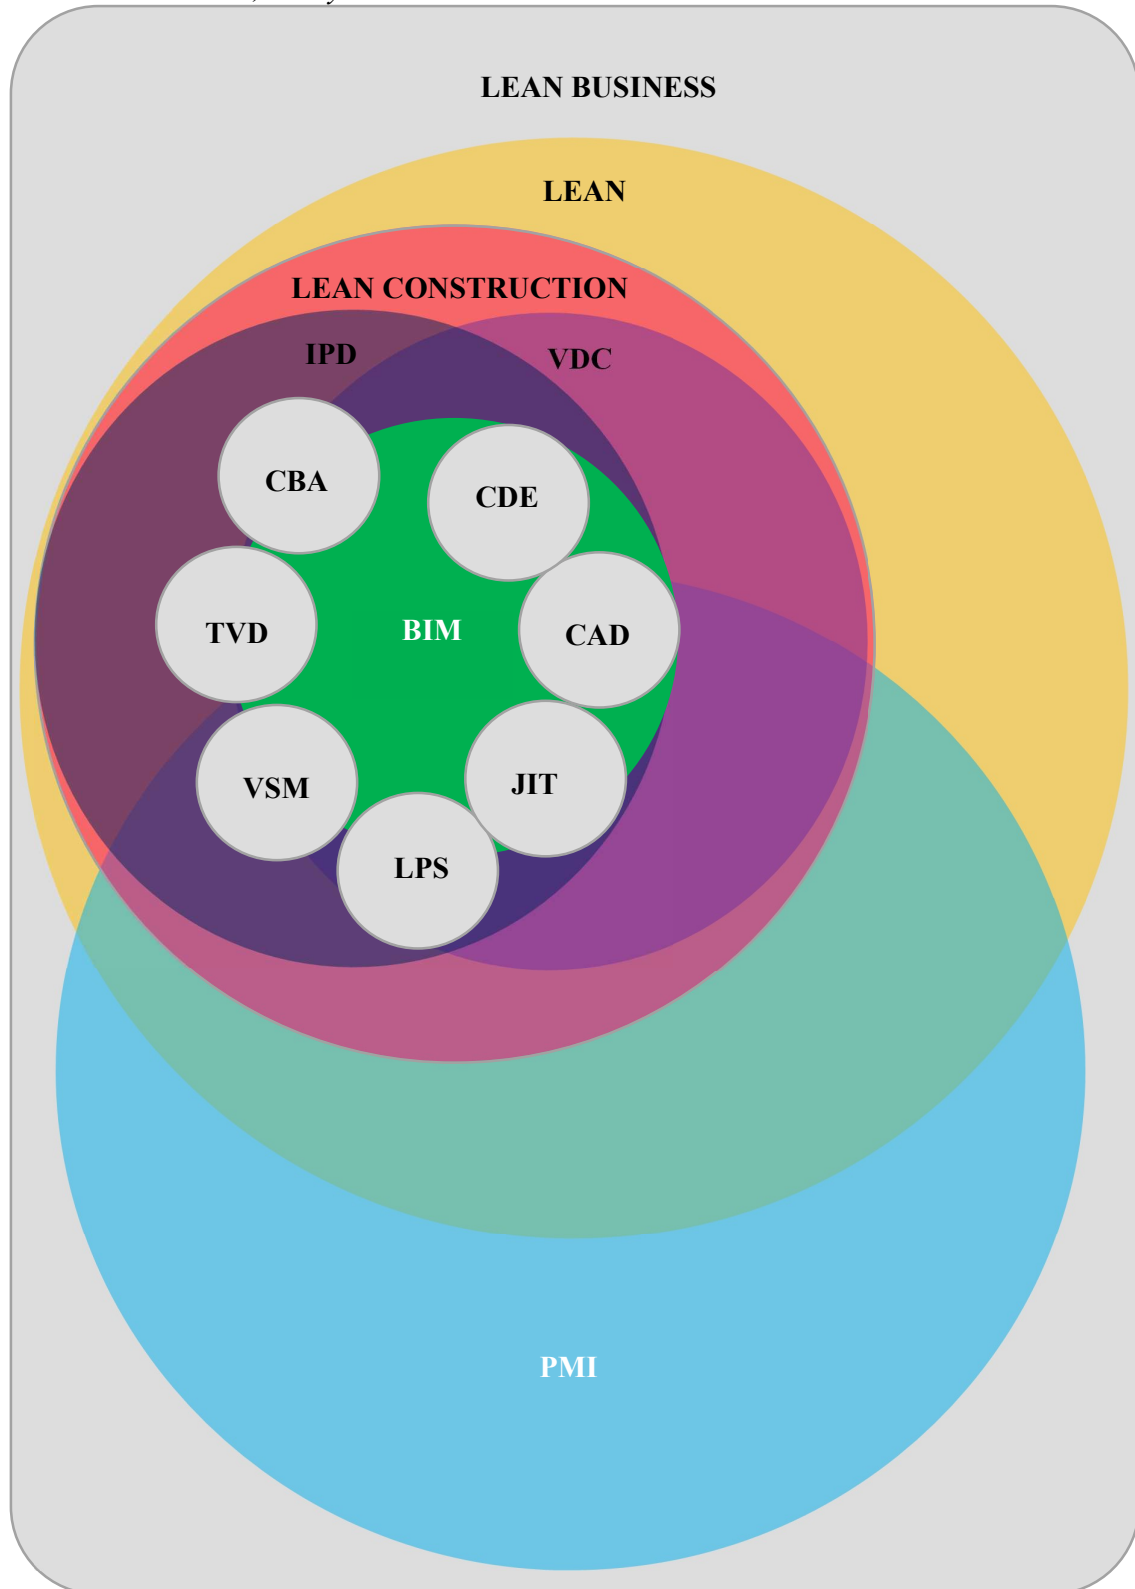 LEAN BUSINESS
LEAN
LEAN CONSTRUCTION
IPD
VDC
CBA
CDE
TVD
BIM
CAD
VSM
JIT
LPS
PMI